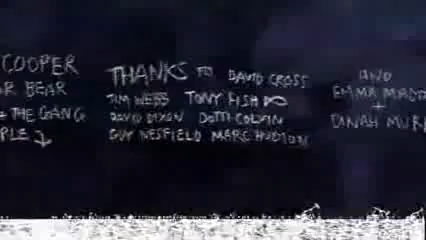 COOPER
R BEAR
+ THE GANG
PLE
THANKS TO DAVID CROSS
TIM WEBB TONY FISH
DAVID DIXON DOTTI COLVIN
GUY NESFIELD MARC HUDSON
AND
EMMA
+
DINAH